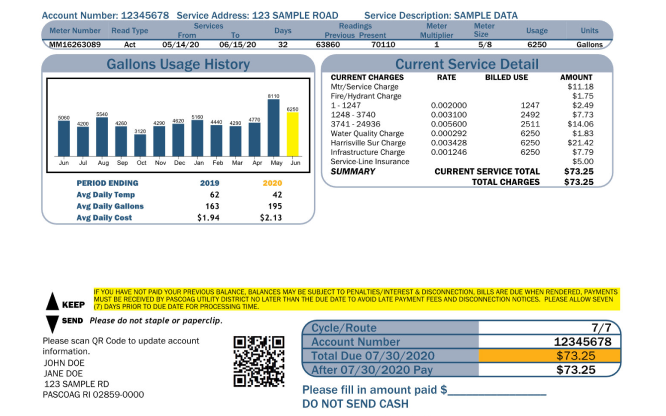 Account Number: 12345678 Service Address: 123 SAMPLE ROAD Service Description: SAMPLE DATA
Meter Number Read Type Services From To Days Readings Previous Present Meter Multiplier Meter Size Usage Units
MM16263089 Act 05/14/20 06/15/20 32 63860 70110 1 5/8 6250 Gallons
Gallons Usage History
5060 4200 5540 4260 3120 4290 4620 5160 4440 4290 4770 8110 6250
Jun Jul Aug Sep Oct Nov Dec Jan Feb Mar Apr May Jun
PERIOD ENDING 2019 2020
Avg Daily Temp 62 42
Avg Daily Gallons 163 195
Avg Daily Cost $1.94 $2.13
Current Service Detail
CURRENT CHARGES RATE BILLED USE AMOUNT
Mtr/Service Charge $11.18
Fire/Hydrant Charge $1.75
1 - 1247 0.002000 1247 $2.49
1248 - 3740 0.003100 2492 $7.73
3741 - 24936 0.005600 2511 $14.06
Water Quality Charge 0.000292 6250 $1.83
Harrisville Sur Charge 0.003428 6250 $21.42
Infrastructure Charge 0.001246 6250 $7.79
Service-Line Insurance $5.00
SUMMARY CURRENT SERVICE TOTAL $73.25
TOTAL CHARGES $73.25
KEEP
IF YOU HAVE NOT PAID YOUR PREVIOUS BALANCE, BALANCES MAY BE SUBJECT TO PENALTIES/INTEREST & DISCONNECTION, BILLS ARE DUE WHEN RENDERED, PAYMENTS
MUST BE RECEIVED BY PASCOAG UTILITY DISTRICT NO LATER THAN THE DUE DATE TO AVOID LATE PAYMENT FEES AND DISCONNECTION NOTICES. PLEASE ALLOW SEVEN
(7) DAYS PRIOR TO DUE DATE FOR PROCESSING TIME.
SEND Please do not staple or paperclip.
Please scan QR Code to update account
information.
JOHN DOE
JANE DOE
123 SAMPLE RD
PASCOAG RI 02859-0000
Cycle/Route 7/7
Account Number 12345678
Total Due 07/30/2020 $73.25
After 07/30/2020 Pay $73.25
Please fill in amount paid $
DO NOT SEND CASH